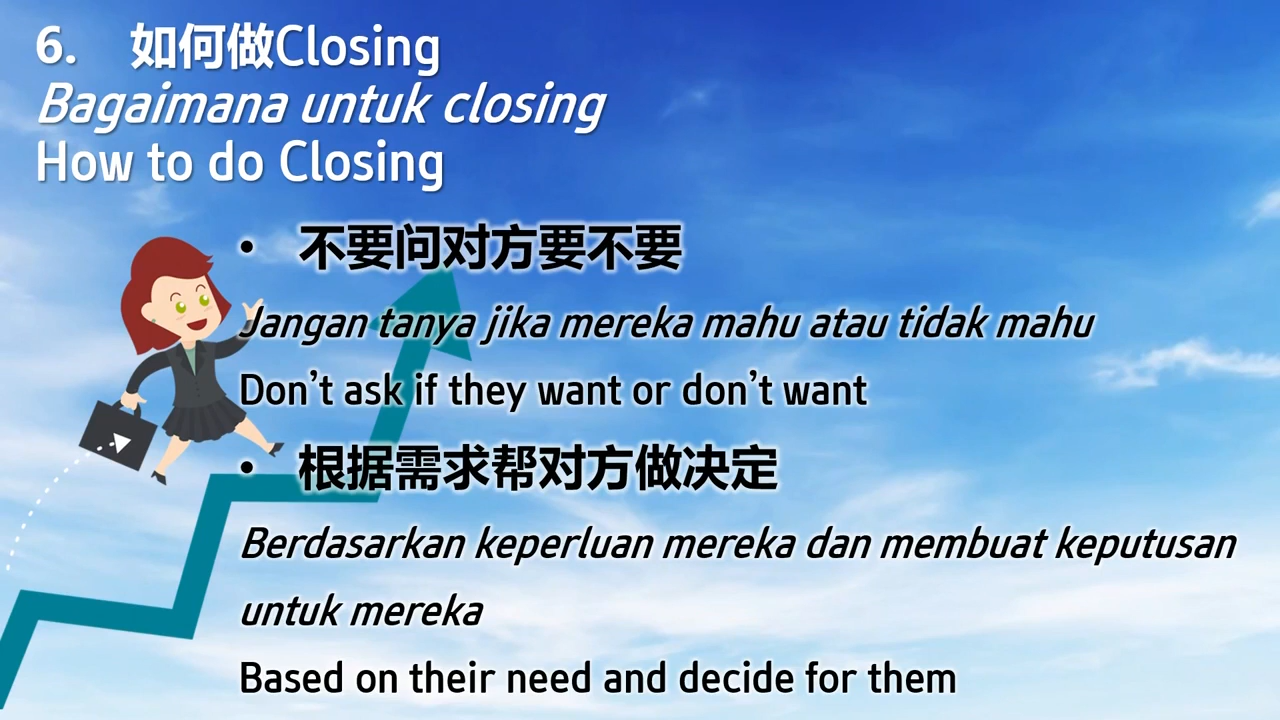 6. 如何做Closing
Bagaimana untuk closing
How to do Closing
• 不要问对方要不要
Jangan tanya jika mereka mahu atau tidak mahu
Don’t ask if they want or don’t want
• 根据需求帮对方做决定
Berdasarkan keperluan mereka dan membuat keputusan
untuk mereka
Based on their need and decide for them